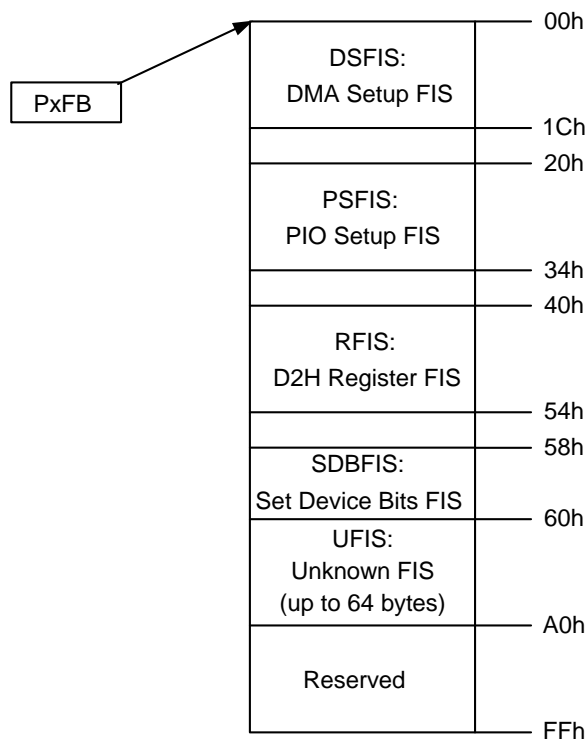 00h
DSFIS:
DMA Setup FIS
PxFB
1Ch
20h
PSFIS:
PIO Setup FIS
34h
40h
RFIS:
D2H Register FIS
54h
58h
SDBFIS:
Set Device Bits FIS
60h
UFIS:
Unknown FIS
(up to 64 bytes)
A0h
Reserved
FFh